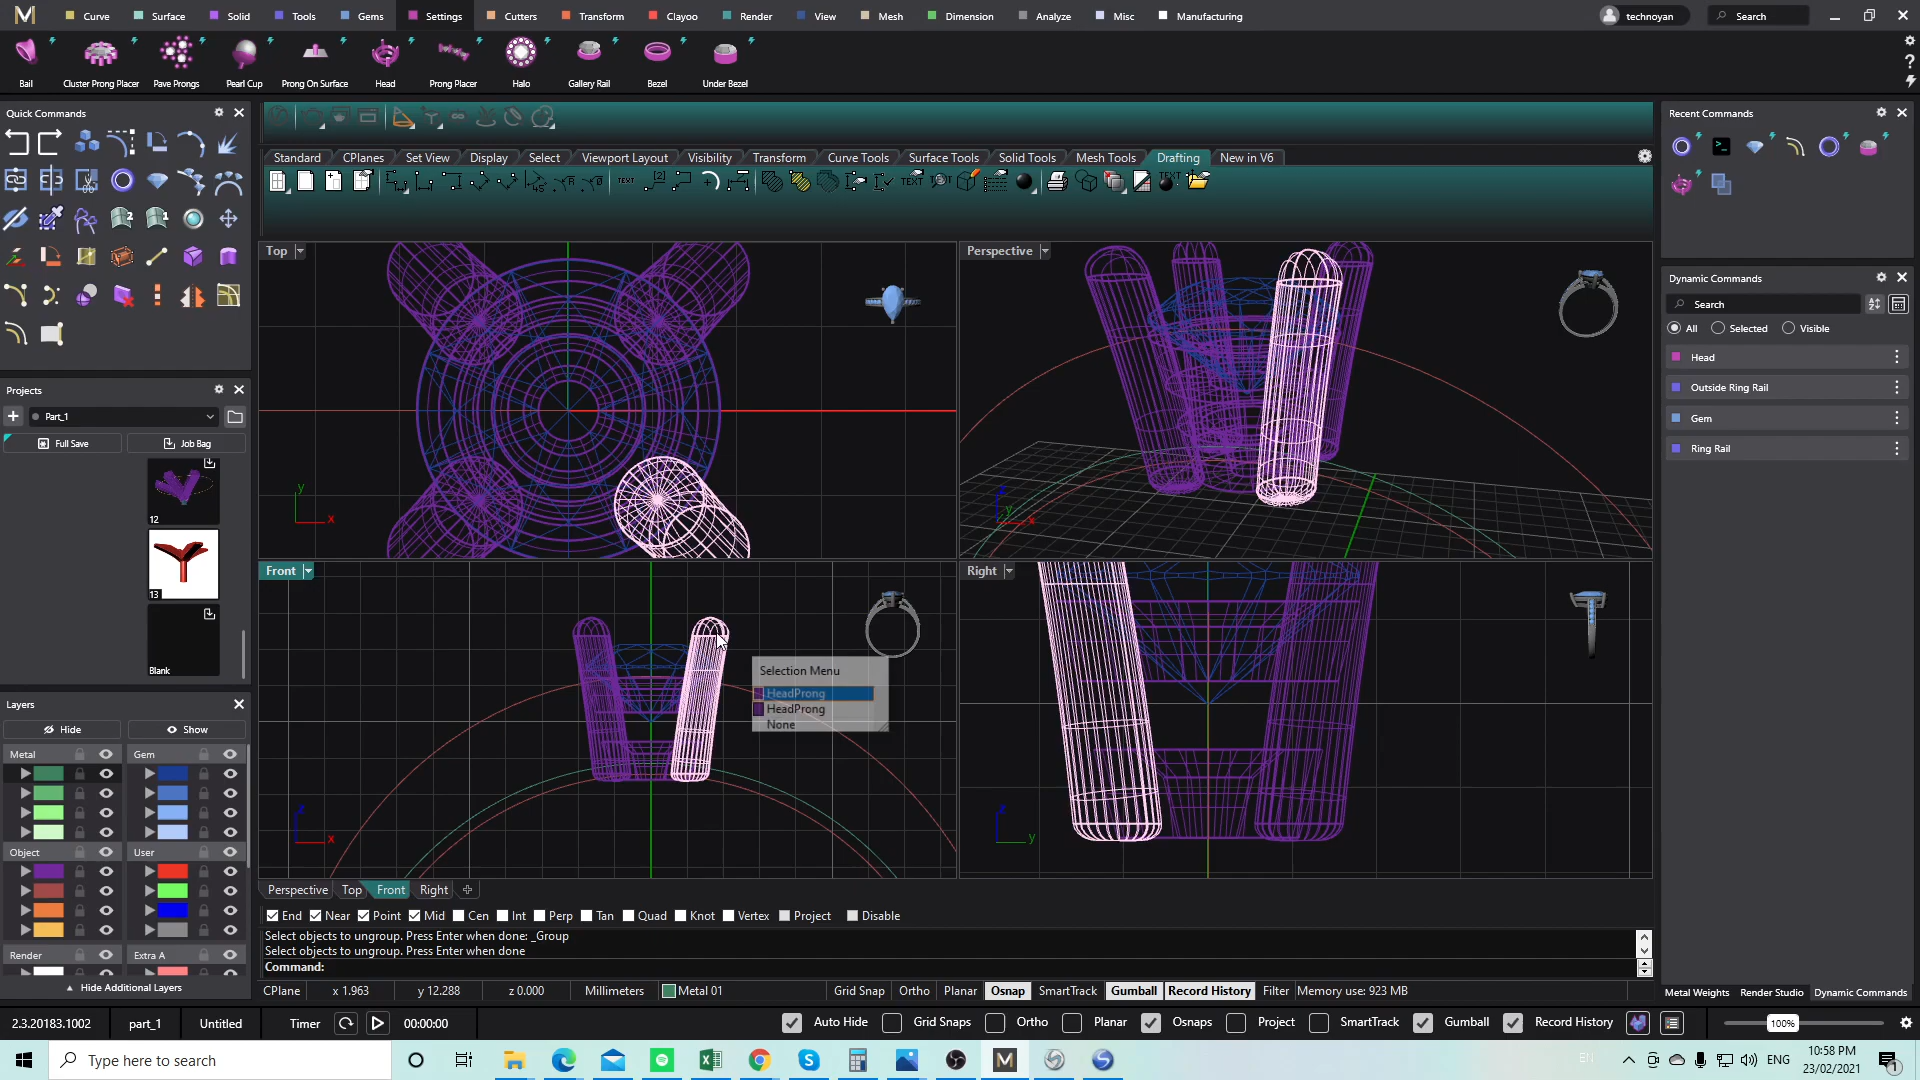 Curve Surface Solid Tools Gems Settings Cutters Transform Clayoo Render View Mesh Dimension Analyze Misc Manufacturing technoyan Search
Bail Cluster Prong Placer Pave Prongs Pearl Cup Prong On Surface Head Prong Placer Halo Gallery Rail Bezel Under Bezel
Quick Commands
Standard CPlanes Set View Display Select Viewport Layout Visibility Transform Curve Tools Surface Tools Solid Tools Mesh Tools Drafting New in V6
Recent Commands
Top
Perspective
Dynamic Commands
Search
All Selected Visible
Head
Outside Ring Rail
Gem
Ring Rail
Projects
Part_1
Full Save Job Bag
12
13
Blank
y
x
z
y
x
Front
Right
Selection Menu
HeadProng
HeadProng
None
z
x
z
y
Layers
Hide Show
Metal Gem
Object User
Render Extra A
Hide Additional Layers
Perspective Top Front Right
End Near Point Mid Cen Int Perp Tan Quad Knot Vertex Project Disable
Select objects to ungroup. Press Enter when done: _Group
Select objects to ungroup. Press Enter when done
Command:
CPlane x 1.963 y 12.288 z 0.000 Millimeters Metal 01 Grid Snap Ortho Planar Osnap SmartTrack Gumball Record History Filter Memory use: 923 MB
Metal Weights Render Studio Dynamic Commands
2.3.20183.1002 part_1 Untitled Timer 00:00:00 Auto Hide Grid Snaps Ortho Planar Osnaps Project SmartTrack Gumball Record History 100%
Type here to search
EN
ENG
10:58 PM
23/02/2021